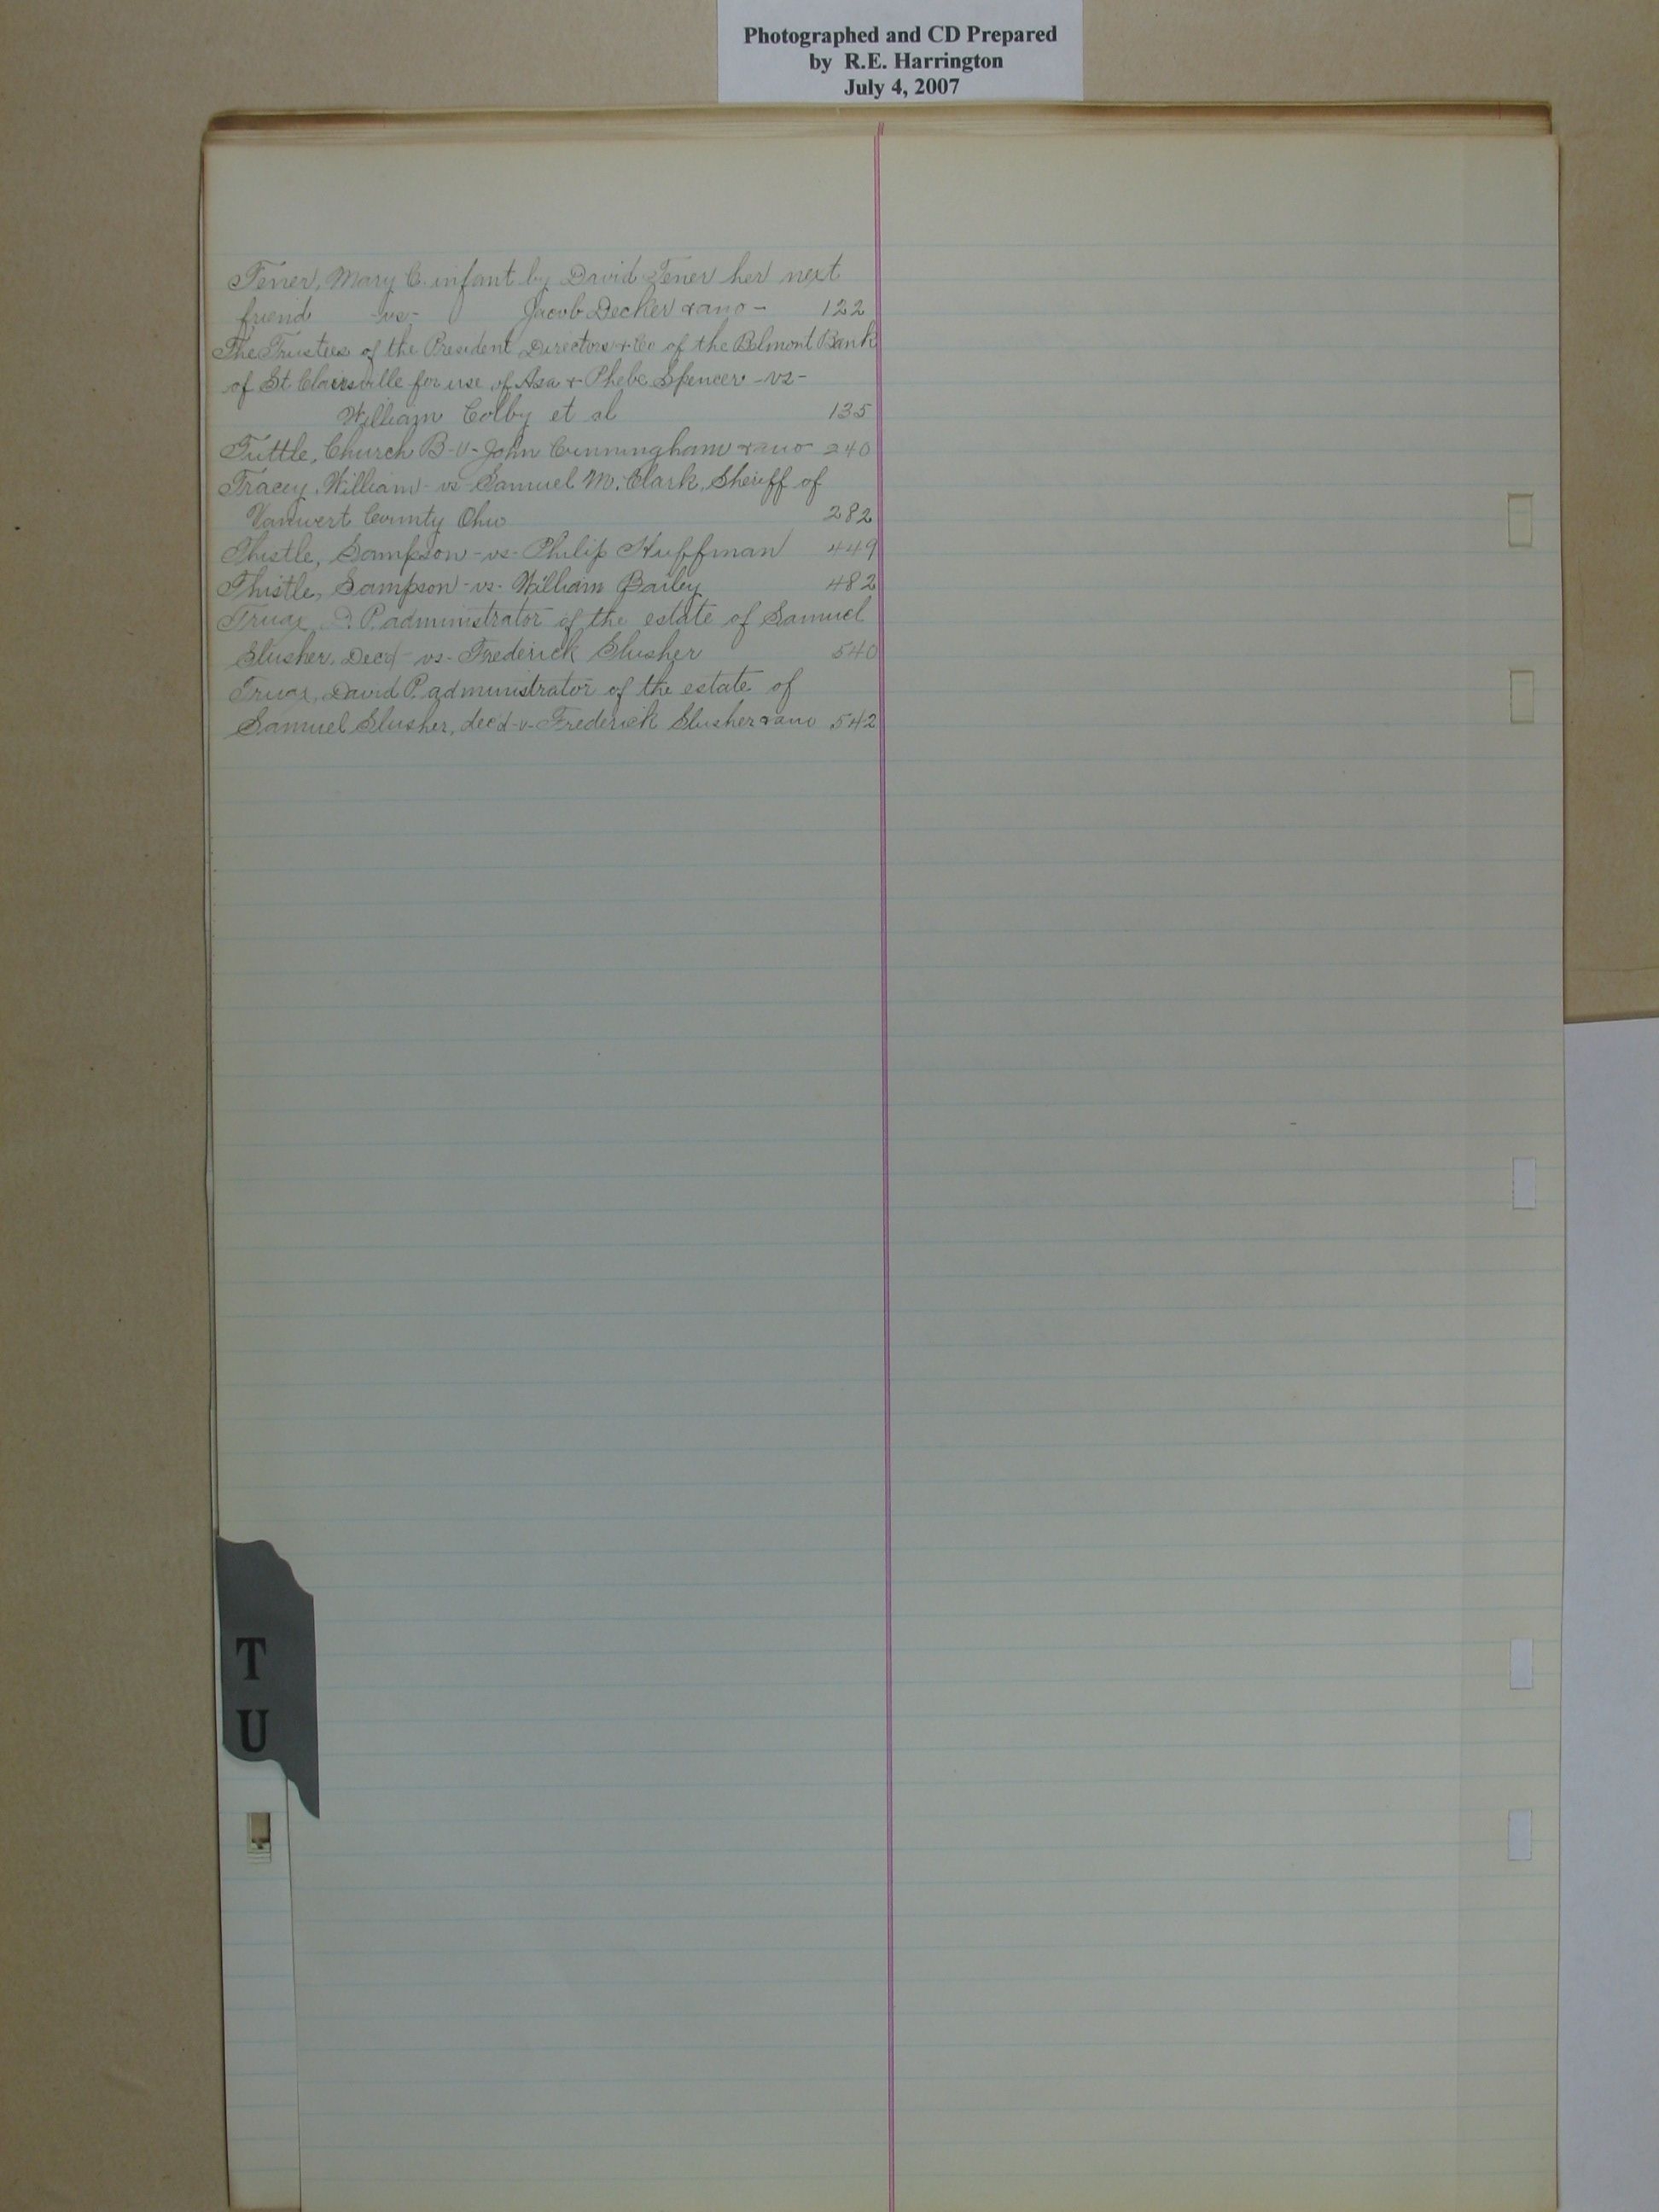 Photographed and CD Prepared
by R.E. Harrington
July 4, 2007
Tener, Mary C. infant by David Tener her next
friend -vs- Jacob Decker & ano - 122
The Trustees of the President Directors & Co of the Belmont Bank
of St Clairsville for use of Asa & Phebe Spencer -vs-
William Colby et al 135
Tuttle, Church B -v- John Cunningham & ano 240
Tracey, William - vs Samuel M. Clark, Sheriff of
Vanwert County Ohio 282
Thistle, Sampson -vs- Philip Huffman 449
Thistle, Sampson -vs- William Bailey 482
P. administrator of the estate of Samuel
Slusher, Decd - vs- Frederick Slusher 540
David P. administrator of the estate of
Samuel Slusher, decd -v- Frederick Slusher & ano 542
T
U